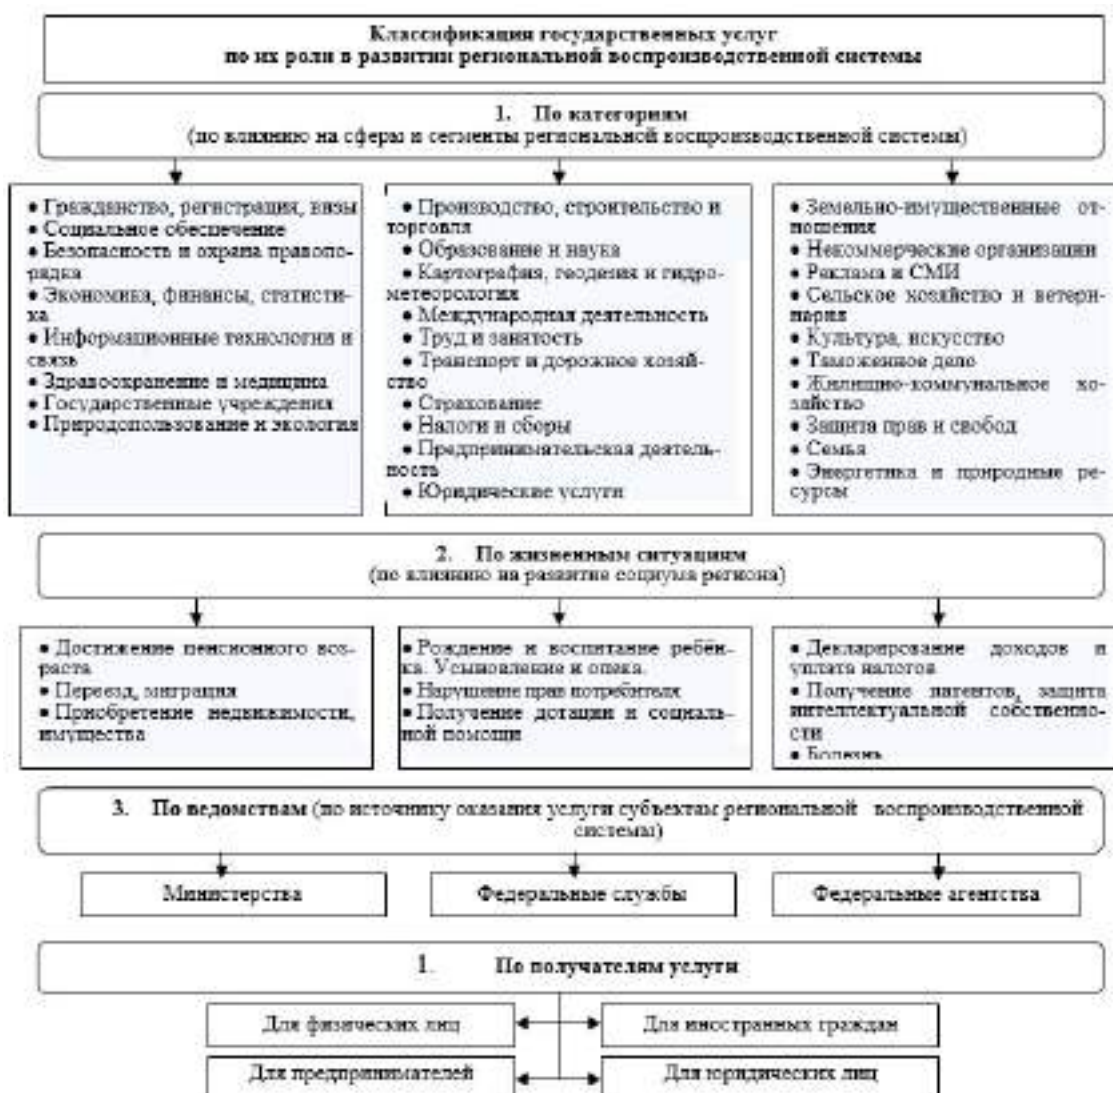 Классификация государственных услуг
по их роли в развитии региональной воспроизводственной системы
1. По категориям
(по влиянию на сферы и сегменты региональной воспроизводственной системы)
● Гражданство, регистрация, визы
● Социальное обеспечение
● Безопасность и охрана правопо-
рядка
● Экономика, финансы, статисти-
ка
● Информационные технологии и
связь
● Здравоохранение и медицина
● Государственные учреждения
● Природопользование и экология
● Производство, строительство и
торговля
● Образование и наука
● Картография, геодезия и гидро-
метеорология
● Международная деятельность
● Труд и занятость
● Транспорт и дорожное хозяй-
ство
● Страхование
● Налоги и сборы
● Предпринимательская деятель-
ность
● Юридические услуги
● Земельно-имущественные от-
ношения
● Некоммерческие организации
● Реклама и СМИ
● Сельское хозяйство и ветери-
нария
● Культура, искусство
● Таможенное дело
● Жилищно-коммунальное хо-
зяйство
● Защита прав и свобод
● Семья
● Энергетика и природные ре-
сурсы
2. По жизненным ситуациям
(по влиянию на развитие социума региона)
● Достижение пенсионного воз-
раста
● Переезд, миграция
● Приобретение недвижимости,
имущества
● Рождение и воспитание ребён-
ка. Усыновление и опека.
● Нарушение прав потребителя
● Получение дотации и социаль-
ной помощи
● Декларирование доходов и
уплата налогов
● Получение патентов, защита
интеллектуальной собственно-
сти
● Болезнь
3. По ведомствам (по источнику оказания услуги субъектам региональной воспроизводственной
системы)
Министерства
Федеральные службы
Федеральные агентства
1. По получателям услуги
Для физических лиц
Для иностранных граждан
Для предпринимателей
Для юридических лиц